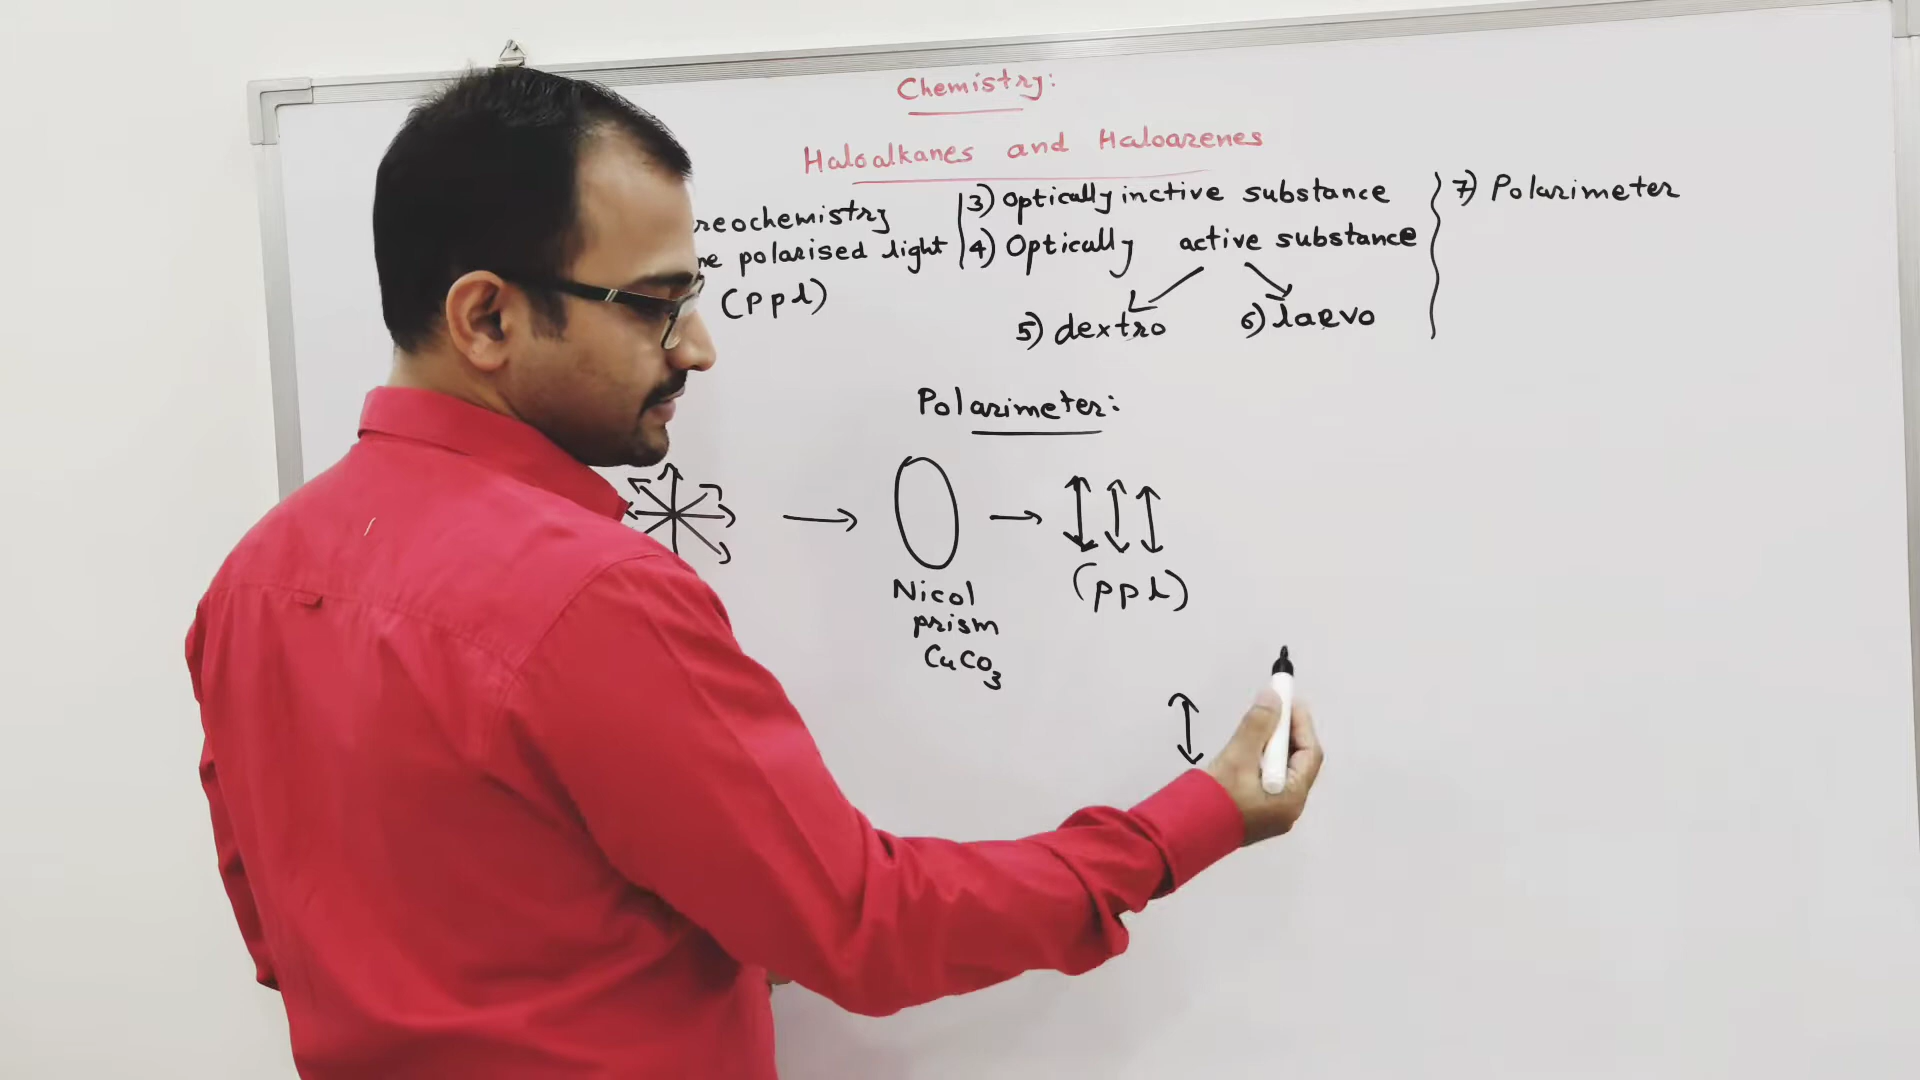 Chemistry:
Haloalkanes and Haloarenes
reochemistry
ne polarised light
(ppl)
3) Optically inctive substance
4) Optically active substance
5) dextro 6) laevo
7) Polarimeter
Polarimeter:
Nicol
prism
CaCO3
(ppl)